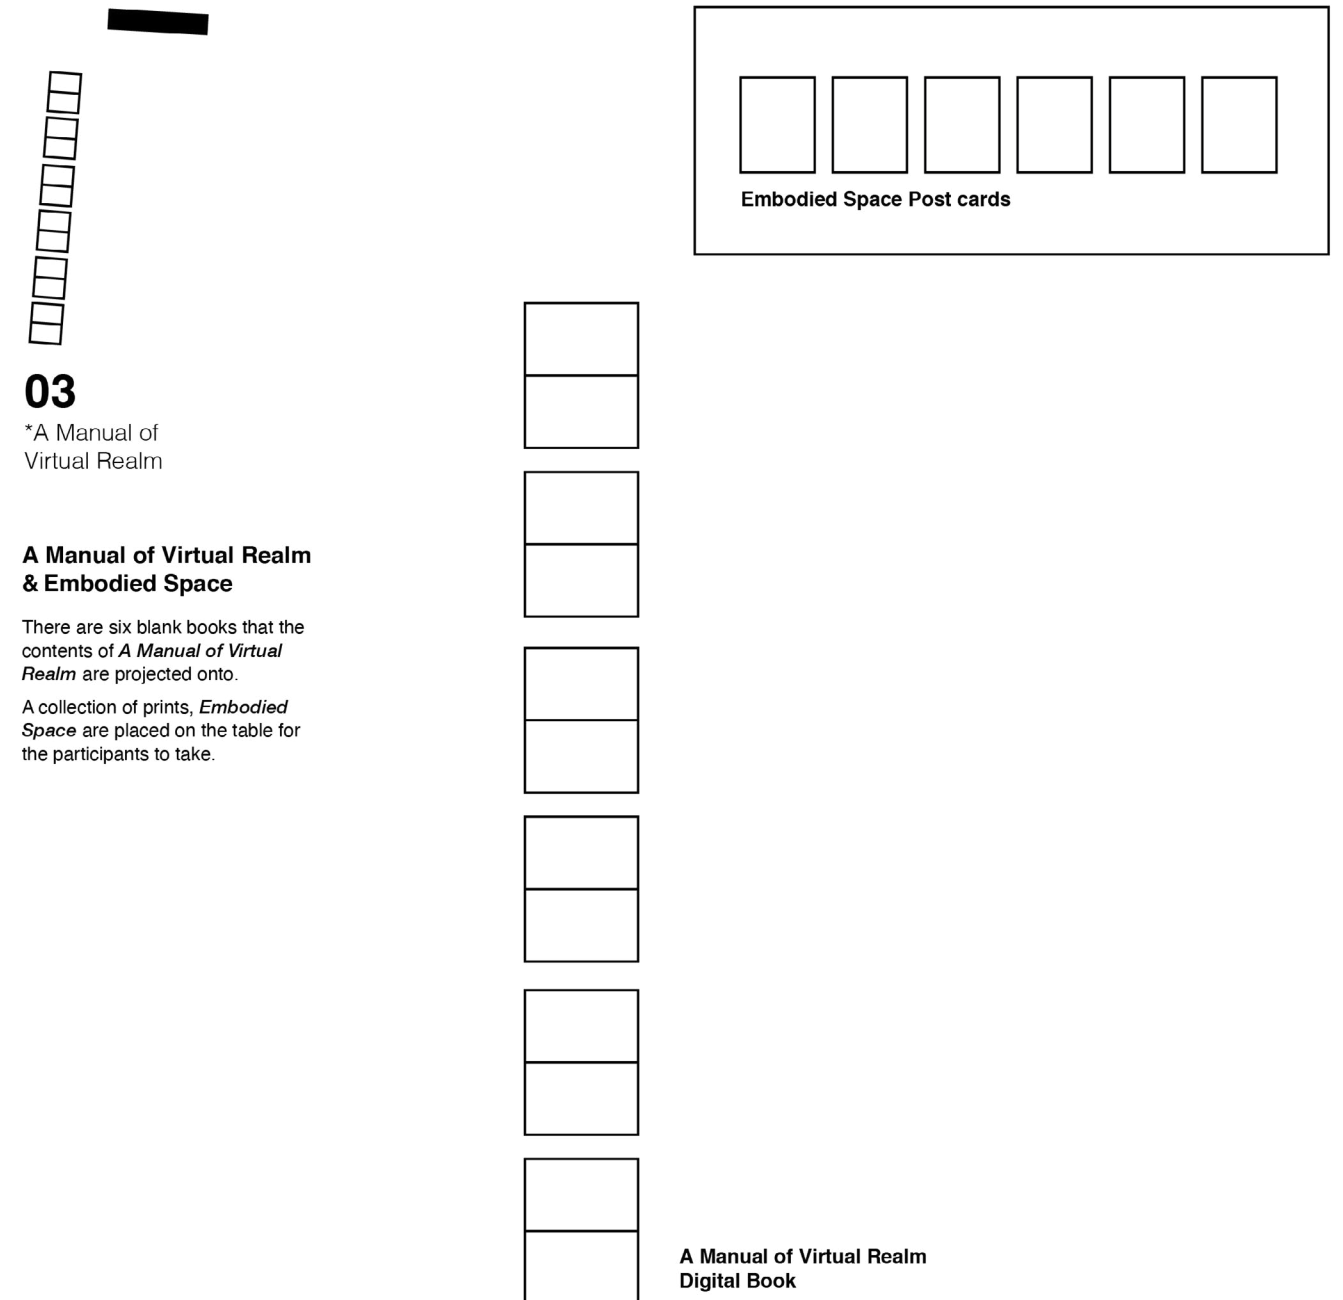 Embodied Space Post cards
03
*A Manual of
Virtual Realm
A Manual of Virtual Realm
& Embodied Space
There are six blank books that the
contents of A Manual of Virtual
Realm are projected onto.
A collection of prints, Embodied
Space are placed on the table for
the participants to take.
A Manual of Virtual Realm
Digital Book